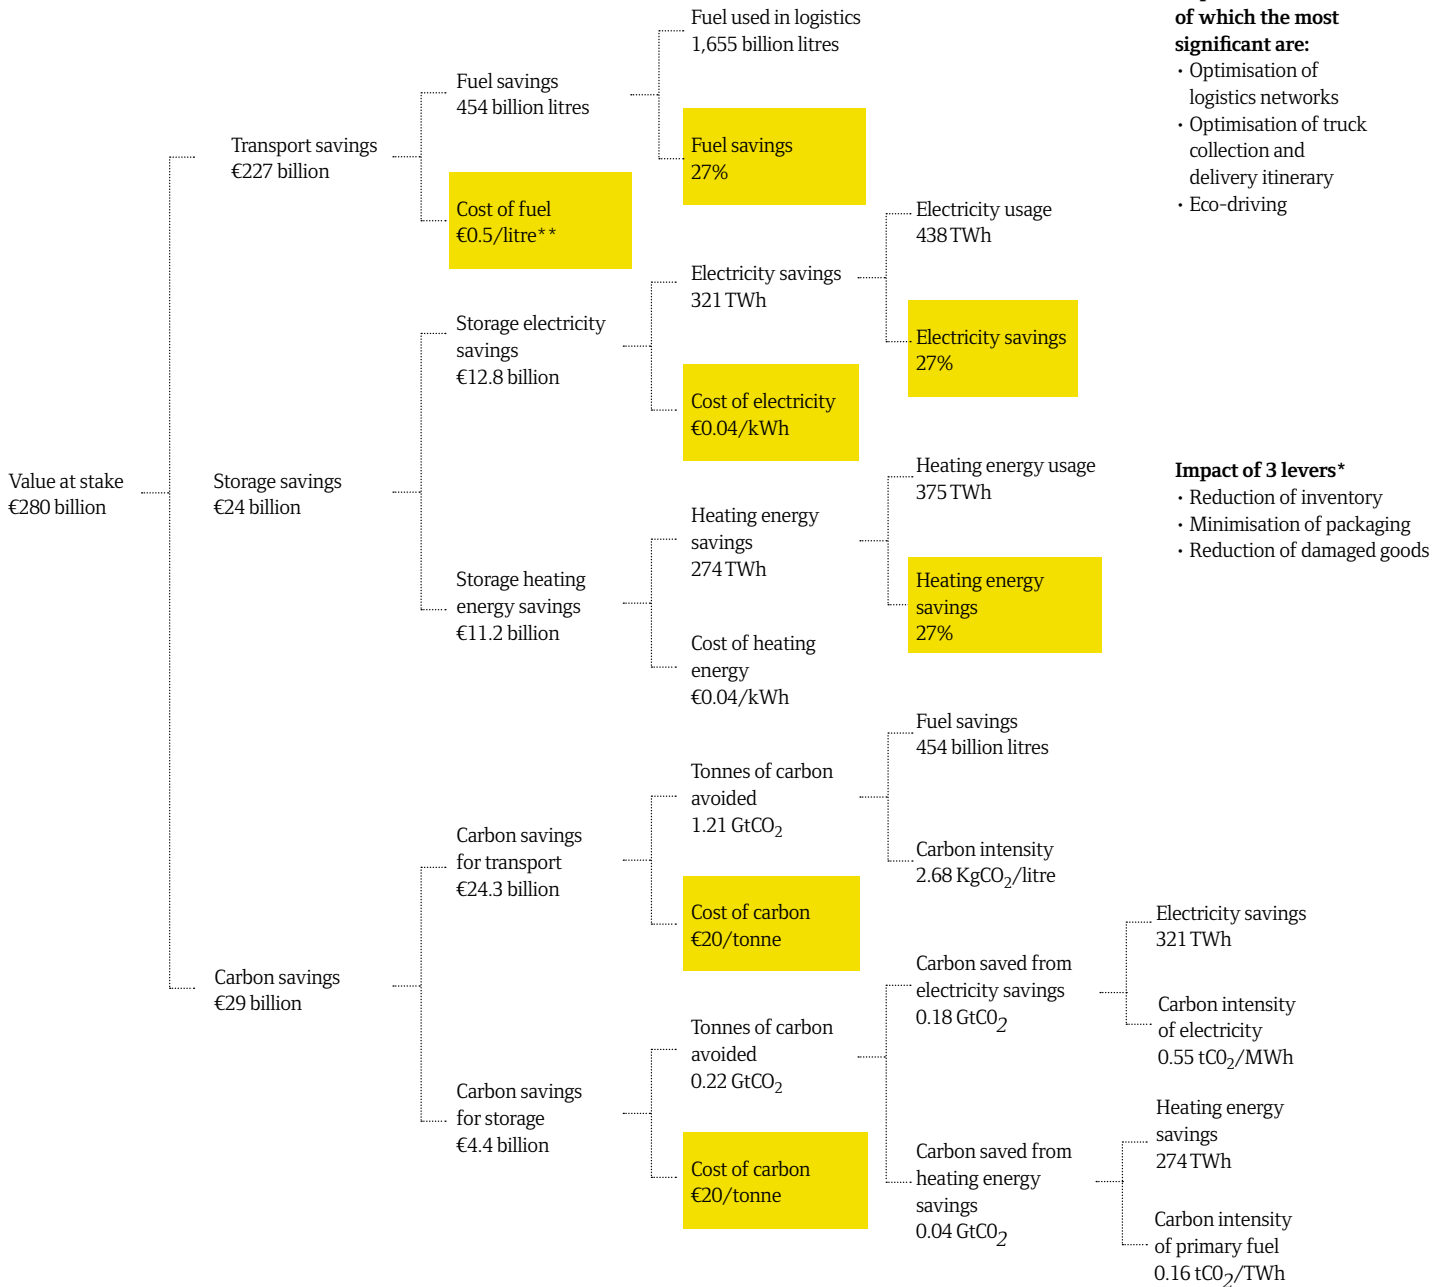 Fuel used in logistics
1,655 billion litres
of which the most
significant are:
· Optimisation of
logistics networks
· Optimisation of truck
collection and
delivery itinerary
· Eco-driving
Fuel savings
454 billion litres
Fuel savings
27%
Transport savings
€227 billion
Cost of fuel
€0.5/litre**
Electricity usage
438 TWh
Electricity savings
321 TWh
Electricity savings
27%
Storage electricity
savings
€12.8 billion
Cost of electricity
€0.04/kWh
Value at stake
€280 billion
Storage savings
€24 billion
Heating energy usage
375 TWh
Impact of 3 levers*
· Reduction of inventory
· Minimisation of packaging
· Reduction of damaged goods
Heating energy
savings
274 TWh
Heating energy
savings
27%
Storage heating
energy savings
€11.2 billion
Cost of heating
energy
€0.04/kWh
Fuel savings
454 billion litres
Tonnes of carbon
avoided
1.21 GtCO2
Carbon intensity
2.68 KgCO2/litre
Carbon savings
for transport
€24.3 billion
Cost of carbon
€20/tonne
Carbon savings
€29 billion
Carbon saved from
electricity savings
0.18 GtC02
Electricity savings
321 TWh
Carbon intensity
of electricity
0.55 tC02/MWh
Tonnes of carbon
avoided
0.22 GtCO2
Carbon savings
for storage
€4.4 billion
Cost of carbon
€20/tonne
Carbon saved from
heating energy
savings
0.04 GtC02
Heating energy
savings
274 TWh
Carbon intensity
of primary fuel
0.16 tCO2/TWh